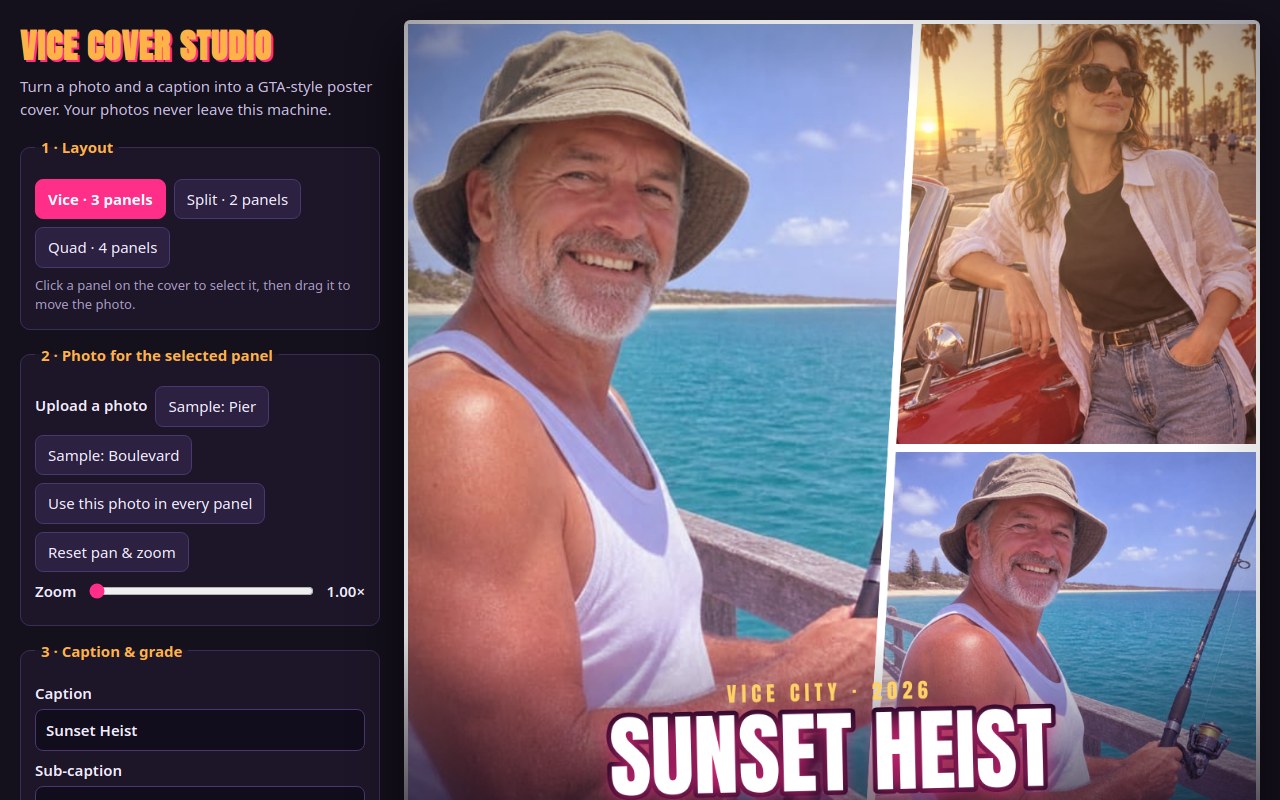 VICE COVER STUDIO
Turn a photo and a caption into a GTA-style poster
cover. Your photos never leave this machine.
1 · Layout
Vice · 3 panels
Split · 2 panels
Quad · 4 panels
Click a panel on the cover to select it, then drag it to
move the photo.
2 · Photo for the selected panel
Upload a photo
Sample: Pier
Sample: Boulevard
Use this photo in every panel
Reset pan & zoom
Zoom
1.00×
3 · Caption & grade
Caption
Sunset Heist
Sub-caption
VICE CITY · 2026
SUNSET HEIST